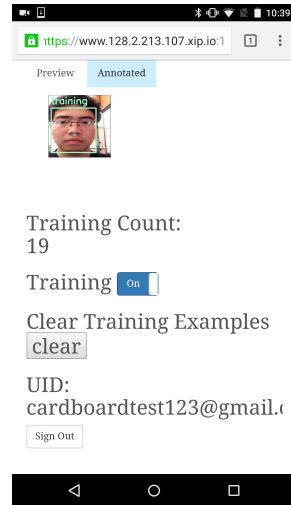 10:39
https://www.128.2.213.107.xip.io:1
1
Preview
Annotated
Training
Training Count:
19
Training
On
Clear Training Examples
clear
UID:
cardboardtest123@gmail.c
Sign Out